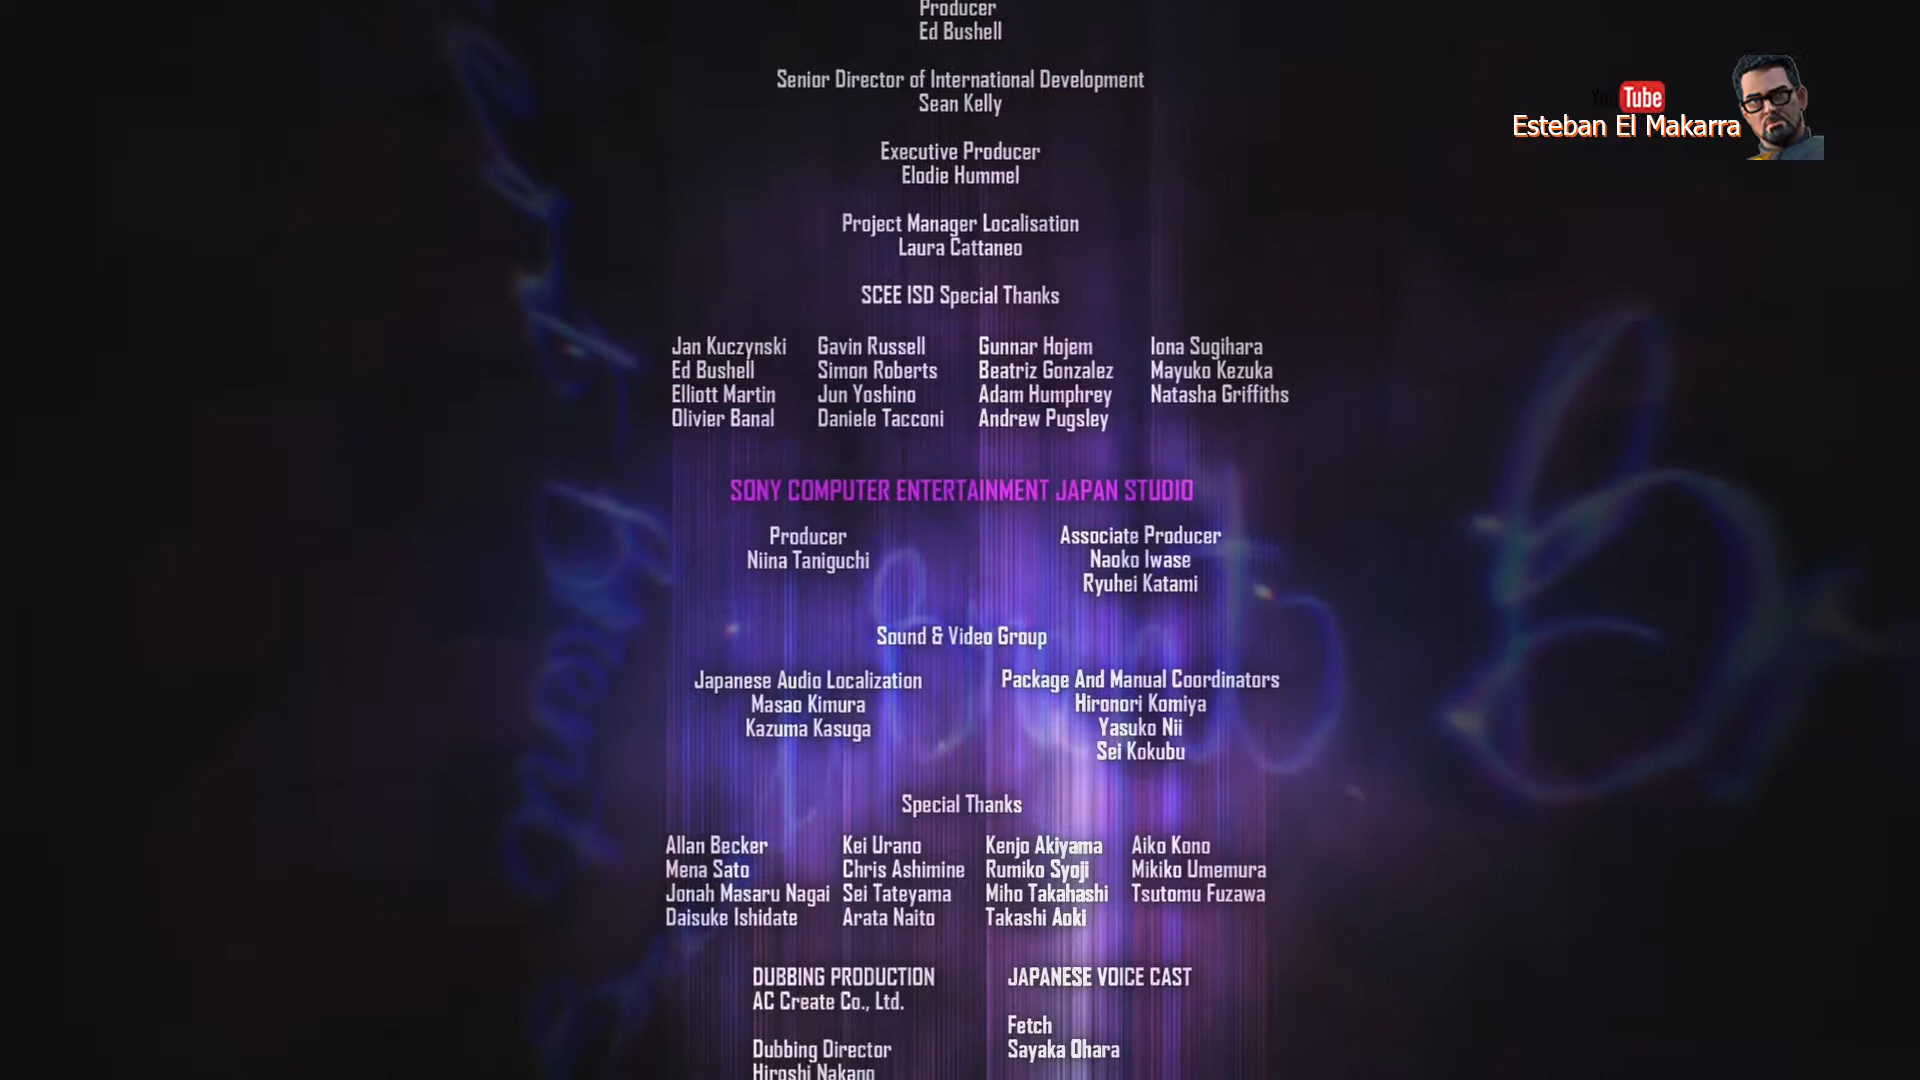 Producer
Ed Bushell
Senior Director of International Development
Sean Kelly
YouTube
Esteban El Makarra
Executive Producer
Elodie Hummel
Project Manager Localisation
Laura Cattaneo
SCEE ISD Special Thanks
Jan Kuczynski
Ed Bushell
Elliott Martin
Olivier Banal
Gavin Russell
Simon Roberts
Jun Yoshino
Daniele Tacconi
Gunnar Hojem
Beatriz Gonzalez
Adam Humphrey
Andrew Pugsley
Iona Sugihara
Mayuko Kezuka
Natasha Griffiths
SONY COMPUTER ENTERTAINMENT JAPAN STUDIO
Producer
Niina Taniguchi
Associate Producer
Naoko Iwase
Ryuhei Katami
Sound & Video Group
Japanese Audio Localization
Masao Kimura
Kazuma Kasuga
Package And Manual Coordinators
Hironori Komiya
Yasuko Nii
Sei Kokubu
Special Thanks
Allan Becker
Mena Sato
Jonah Masaru Nagai
Daisuke Ishidate
Kei Urano
Chris Ashimine
Sei Tateyama
Arata Naito
Kenjo Akiyama
Rumiko Syoji
Miho Takahashi
Takashi Aoki
Aiko Kono
Mikiko Umemura
Tsutomu Fuzawa
DUBBING PRODUCTION
AC Create Co., Ltd.
Dubbing Director
Hiroshi Nakano
JAPANESE VOICE CAST
Fetch
Sayaka Ohara